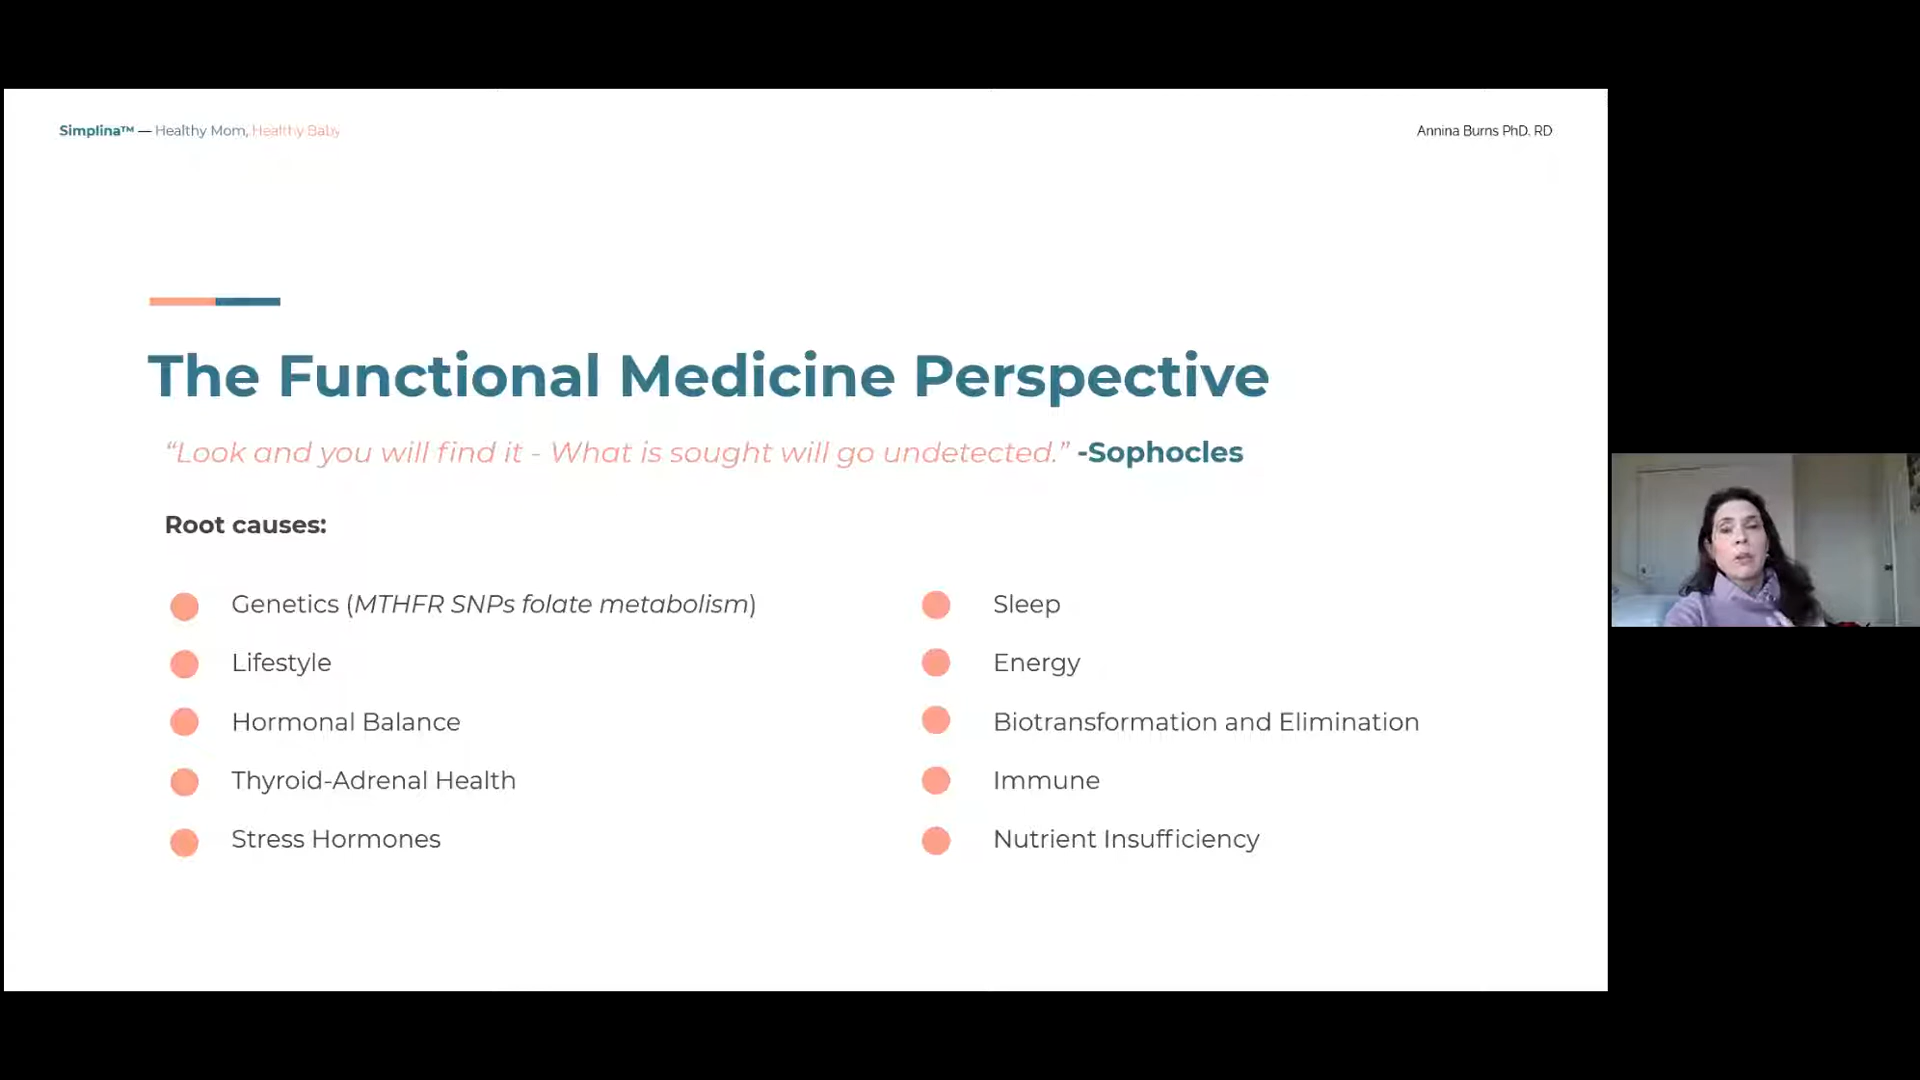 Simplina™ — Healthy Mom, Healthy Baby
Annina Burns PhD, RD
The Functional Medicine Perspective
“Look and you will find it - What is sought will go undetected.” -Sophocles
Root causes:
Genetics (MTHFR SNPs folate metabolism)
Lifestyle
Hormonal Balance
Thyroid-Adrenal Health
Stress Hormones
Sleep
Energy
Biotransformation and Elimination
Immune
Nutrient Insufficiency